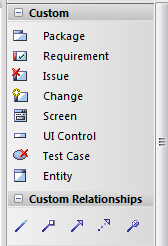 Custom
Package
Requirement
Issue
Change
Screen
UI Control
Test Case
Entity
Custom Relationships